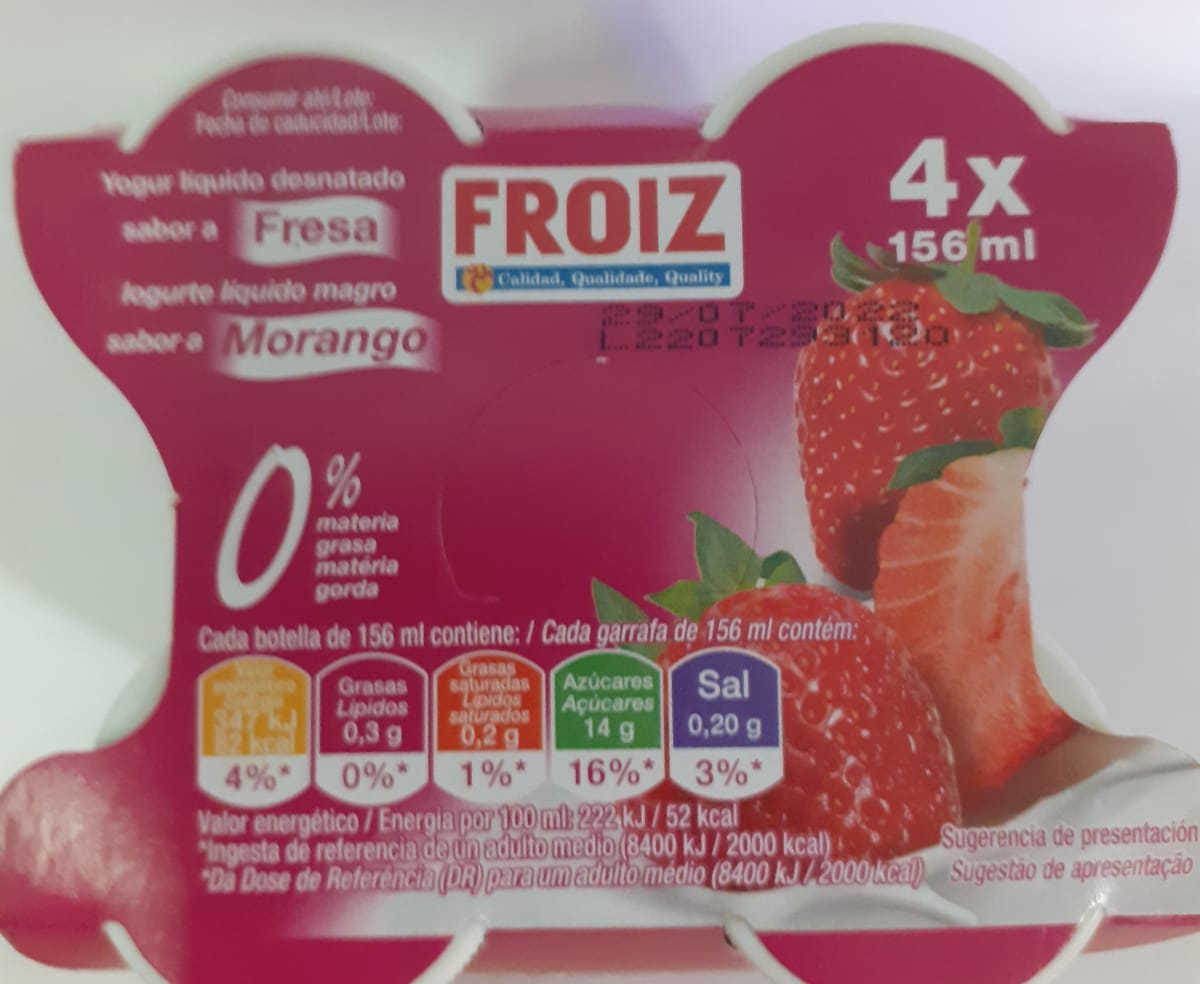 Consumir até/Lote:
Fecha de caducidad/Lote:
Yogur líquido desnatado
sabor a Fresa
Iogurte líquido magro
sabor a Morango
FROIZ
Calidad, Qualidade, Quality
4x
156 ml
29/07/2022
0%
materia
grasa
matéria
gorda
Cada botella de 156 ml contiene: / Cada garrafa de 156 ml contém:
347 kJ
82 kcal
4%*
Grasas
Lípidos
0,3 g
0%*
Grasas
saturadas
Lípidos
saturados
0,2 g
1%*
Azúcares
Açúcares
14 g
16%*
Sal
0,20 g
3%*
Valor energético / Energia por 100 ml: 222 kJ / 52 kcal
*Ingesta de referencia de un adulto medio (8400 kJ / 2000 kcal)
*Da Dose de Referência (DR) para um adulto médio (8400 kJ / 2000 kcal)
Sugerencia de presentación
Sugestão de apresentação